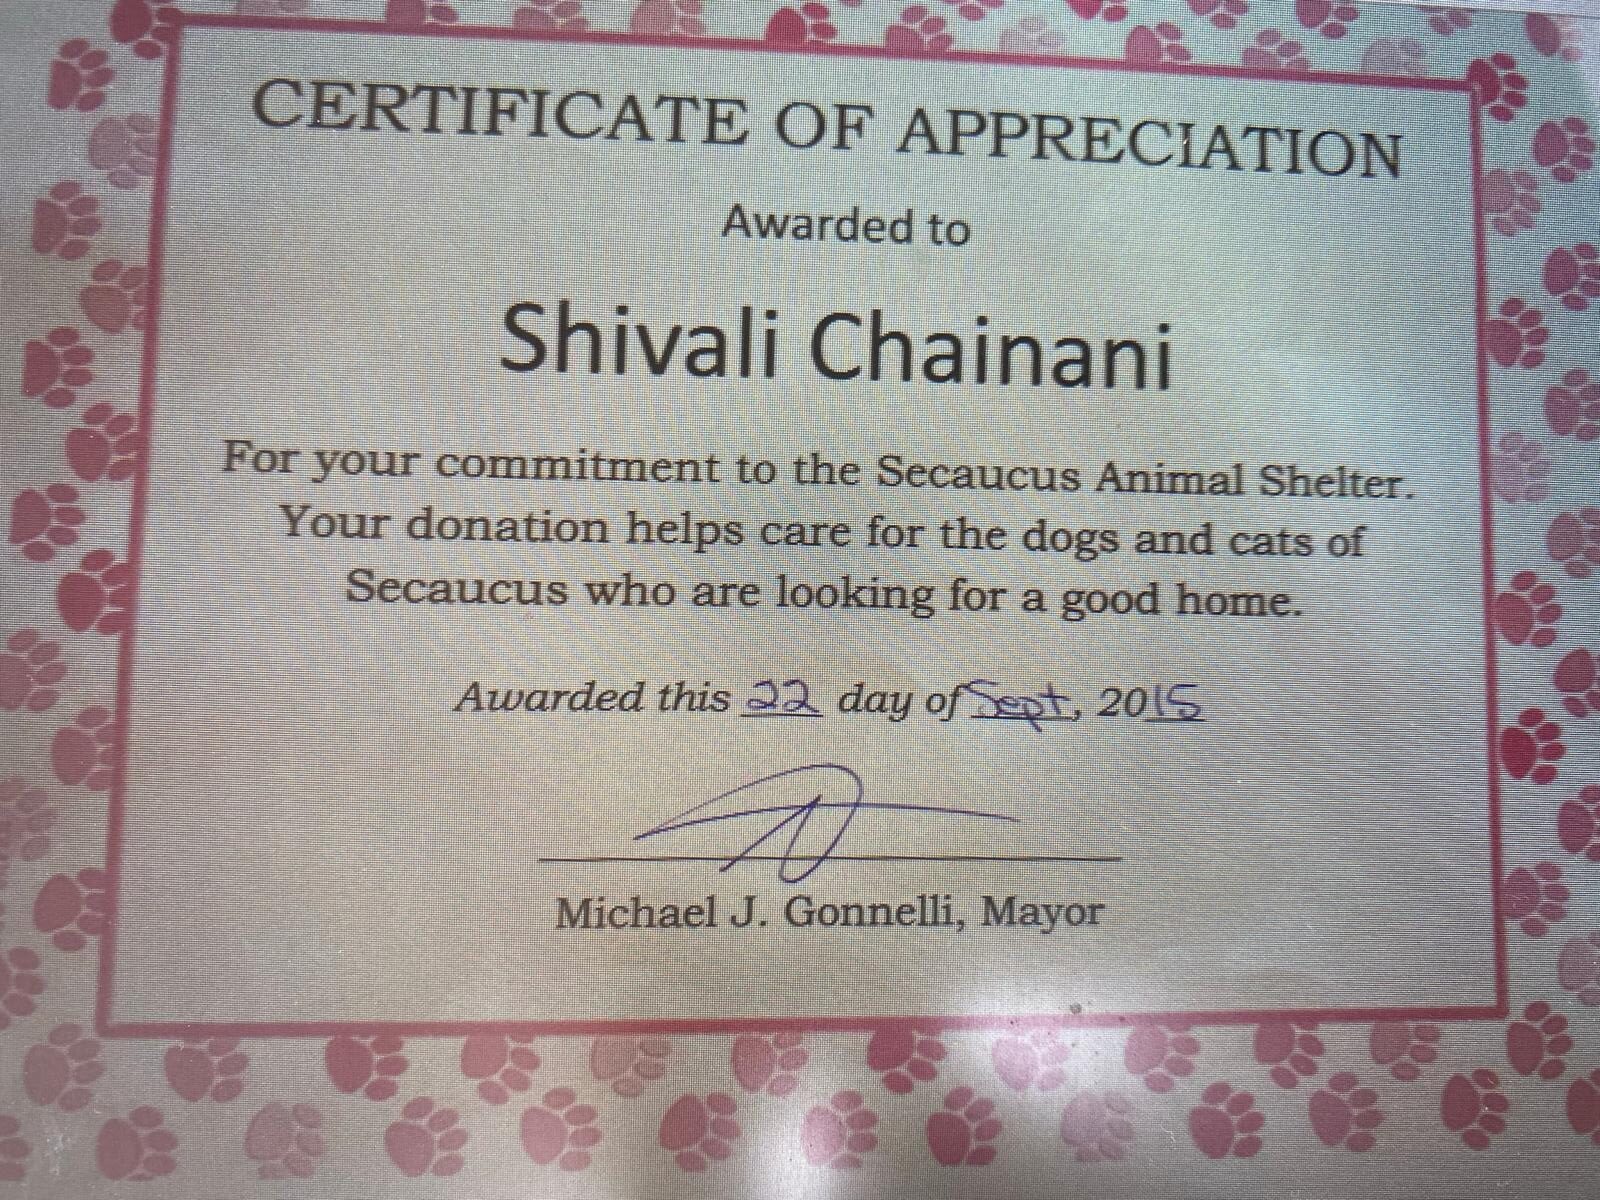 CERTIFICATE OF APPRECIATION
Awarded to
Shivali Chainani
For your commitment to the Secaucus Animal Shelter.
Your donation helps care for the dogs and cats of
Secaucus who are looking for a good home.
Awarded this 22 day of Sept, 2015
Michael J. Gonnelli, Mayor